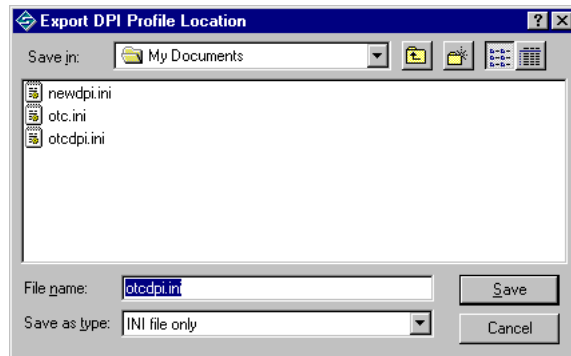 Export DPI Profile Location
Save in: My Documents
newdpi.ini
otc.ini
otcdpi.ini
File name: otcdpi.ini Save
Save as type: INI file only Cancel